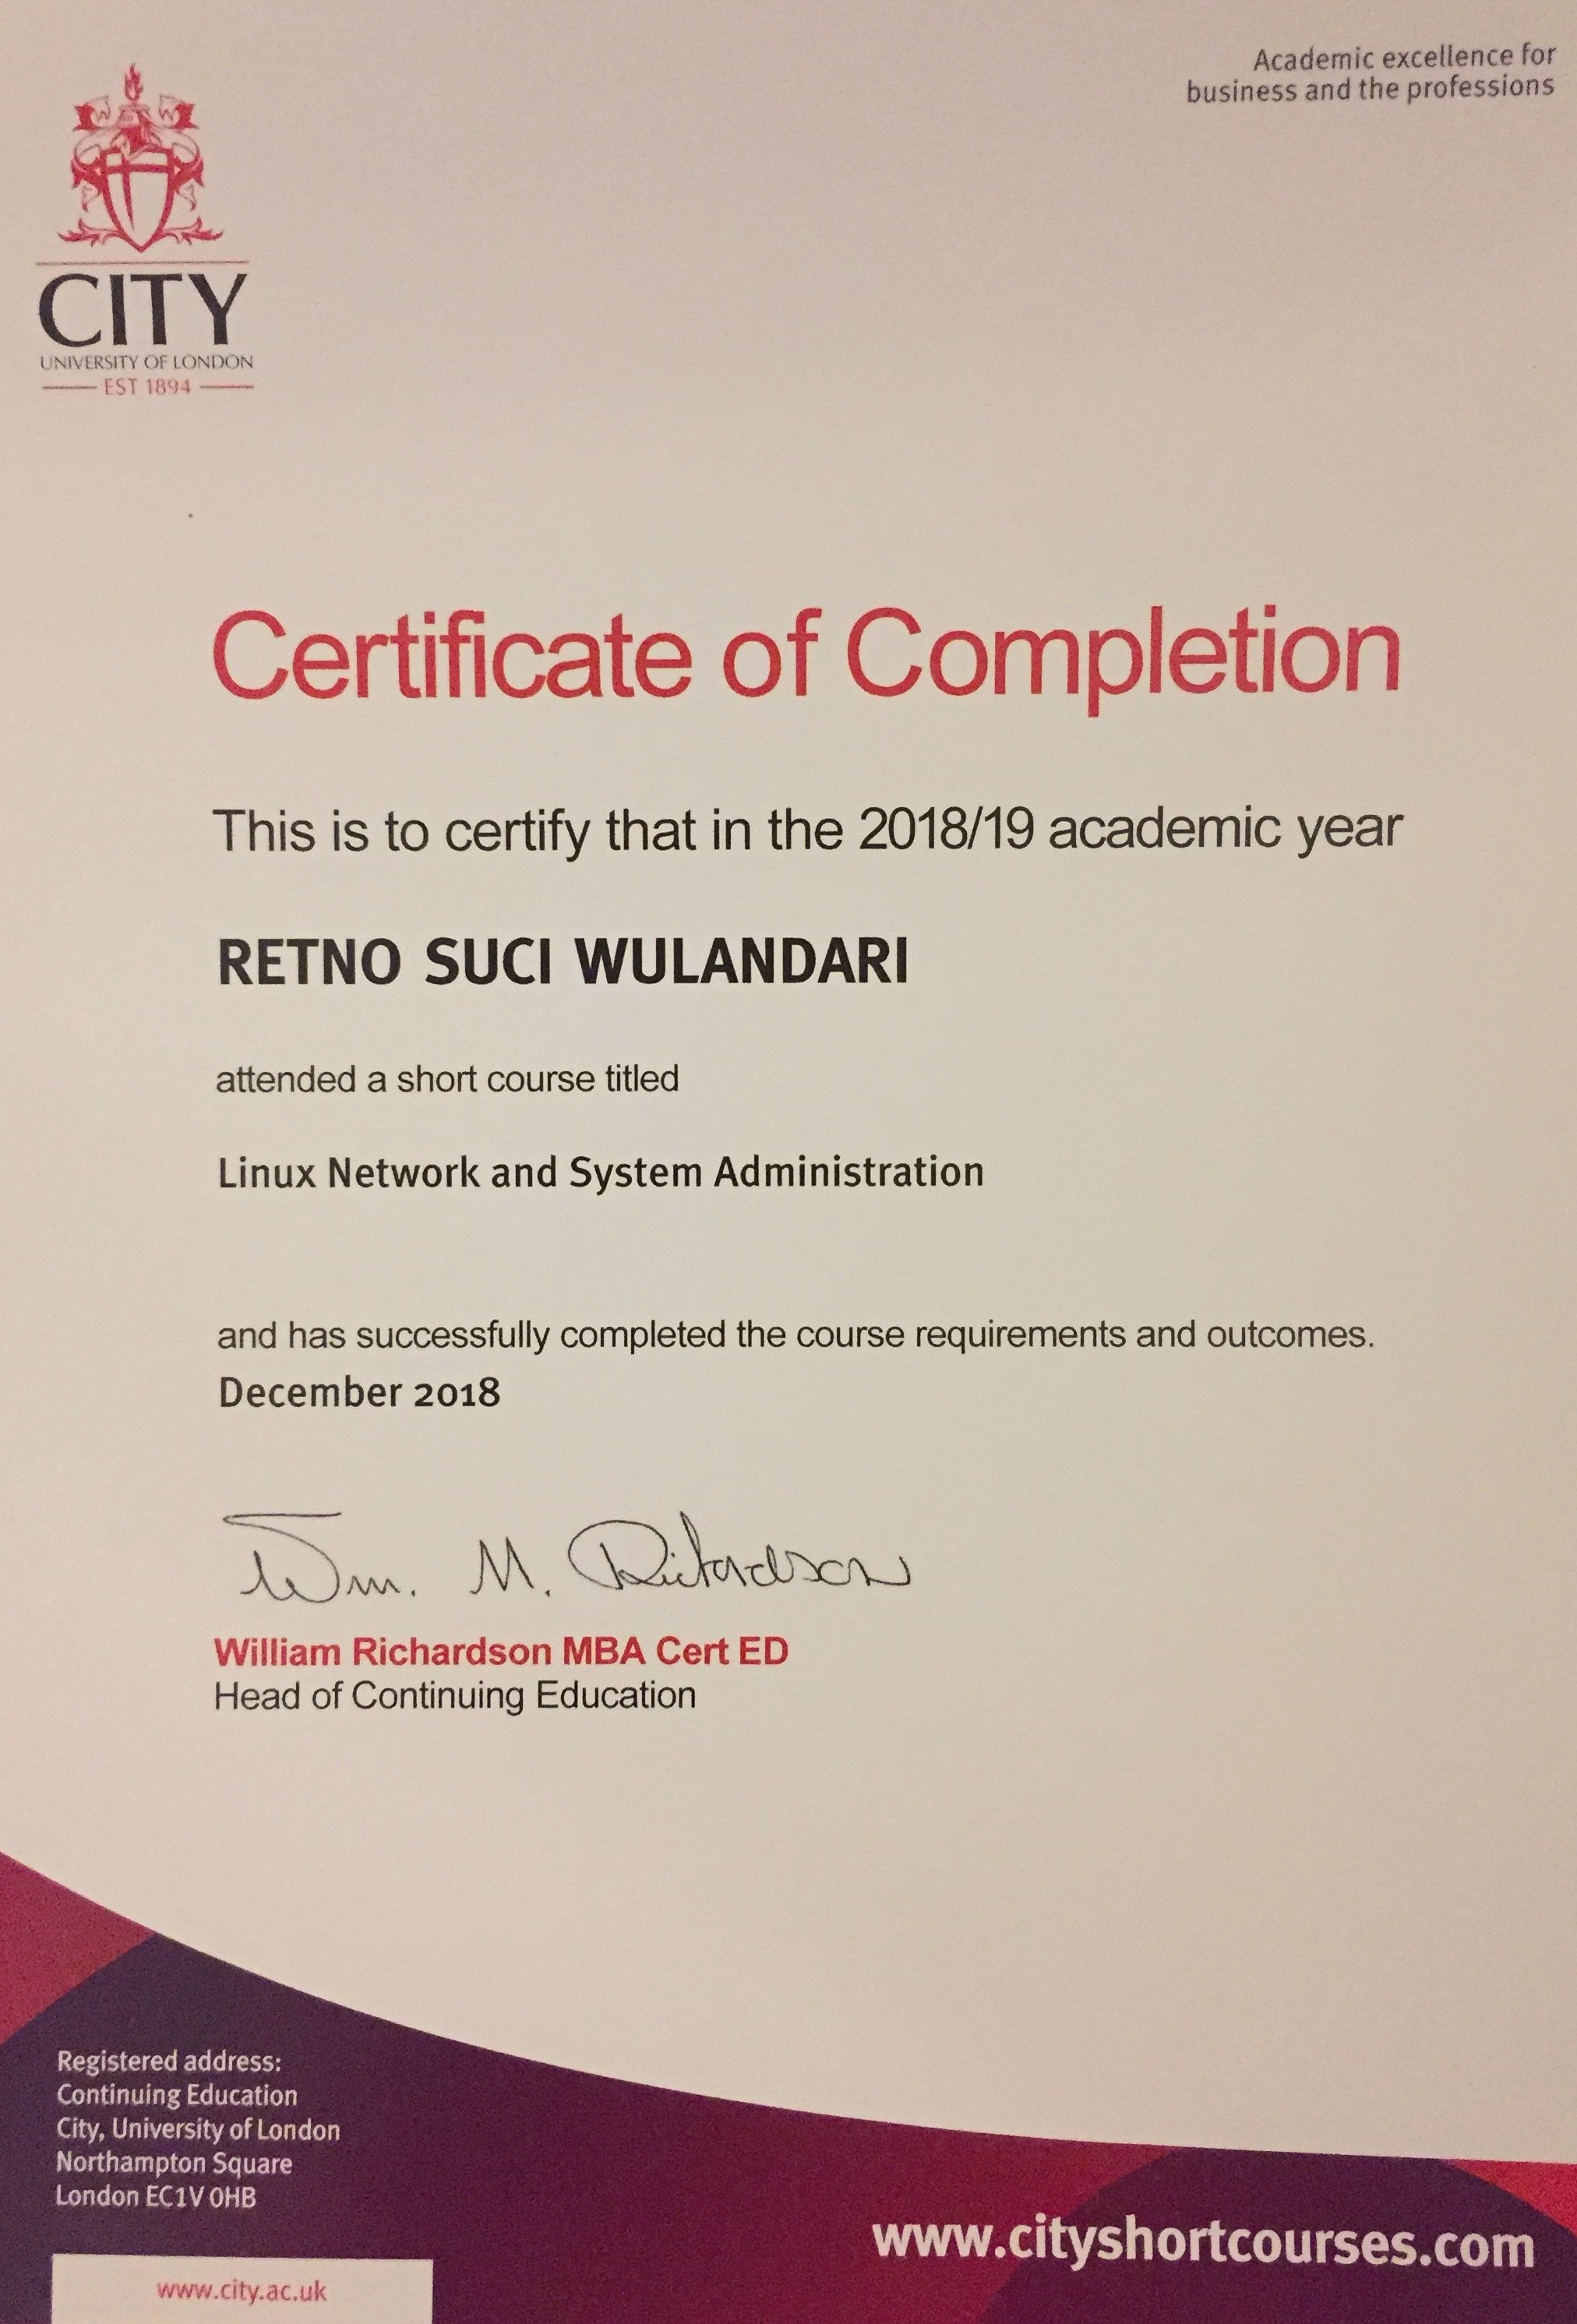 Academic excellence for
business and the professions
CITY
UNIVERSITY OF LONDON
EST 1894
Certificate of Completion
This is to certify that in the 2018/19 academic year
RETNO SUCI WULANDARI
attended a short course titled
Linux Network and System Administration
and has successfully completed the course requirements and outcomes.
December 2018
Wm. M. Richardson
William Richardson MBA Cert ED
Head of Continuing Education
Registered address:
Continuing Education
City, University of London
Northampton Square
London EC1V 0HB
www.cityshortcourses.com
www.city.ac.uk